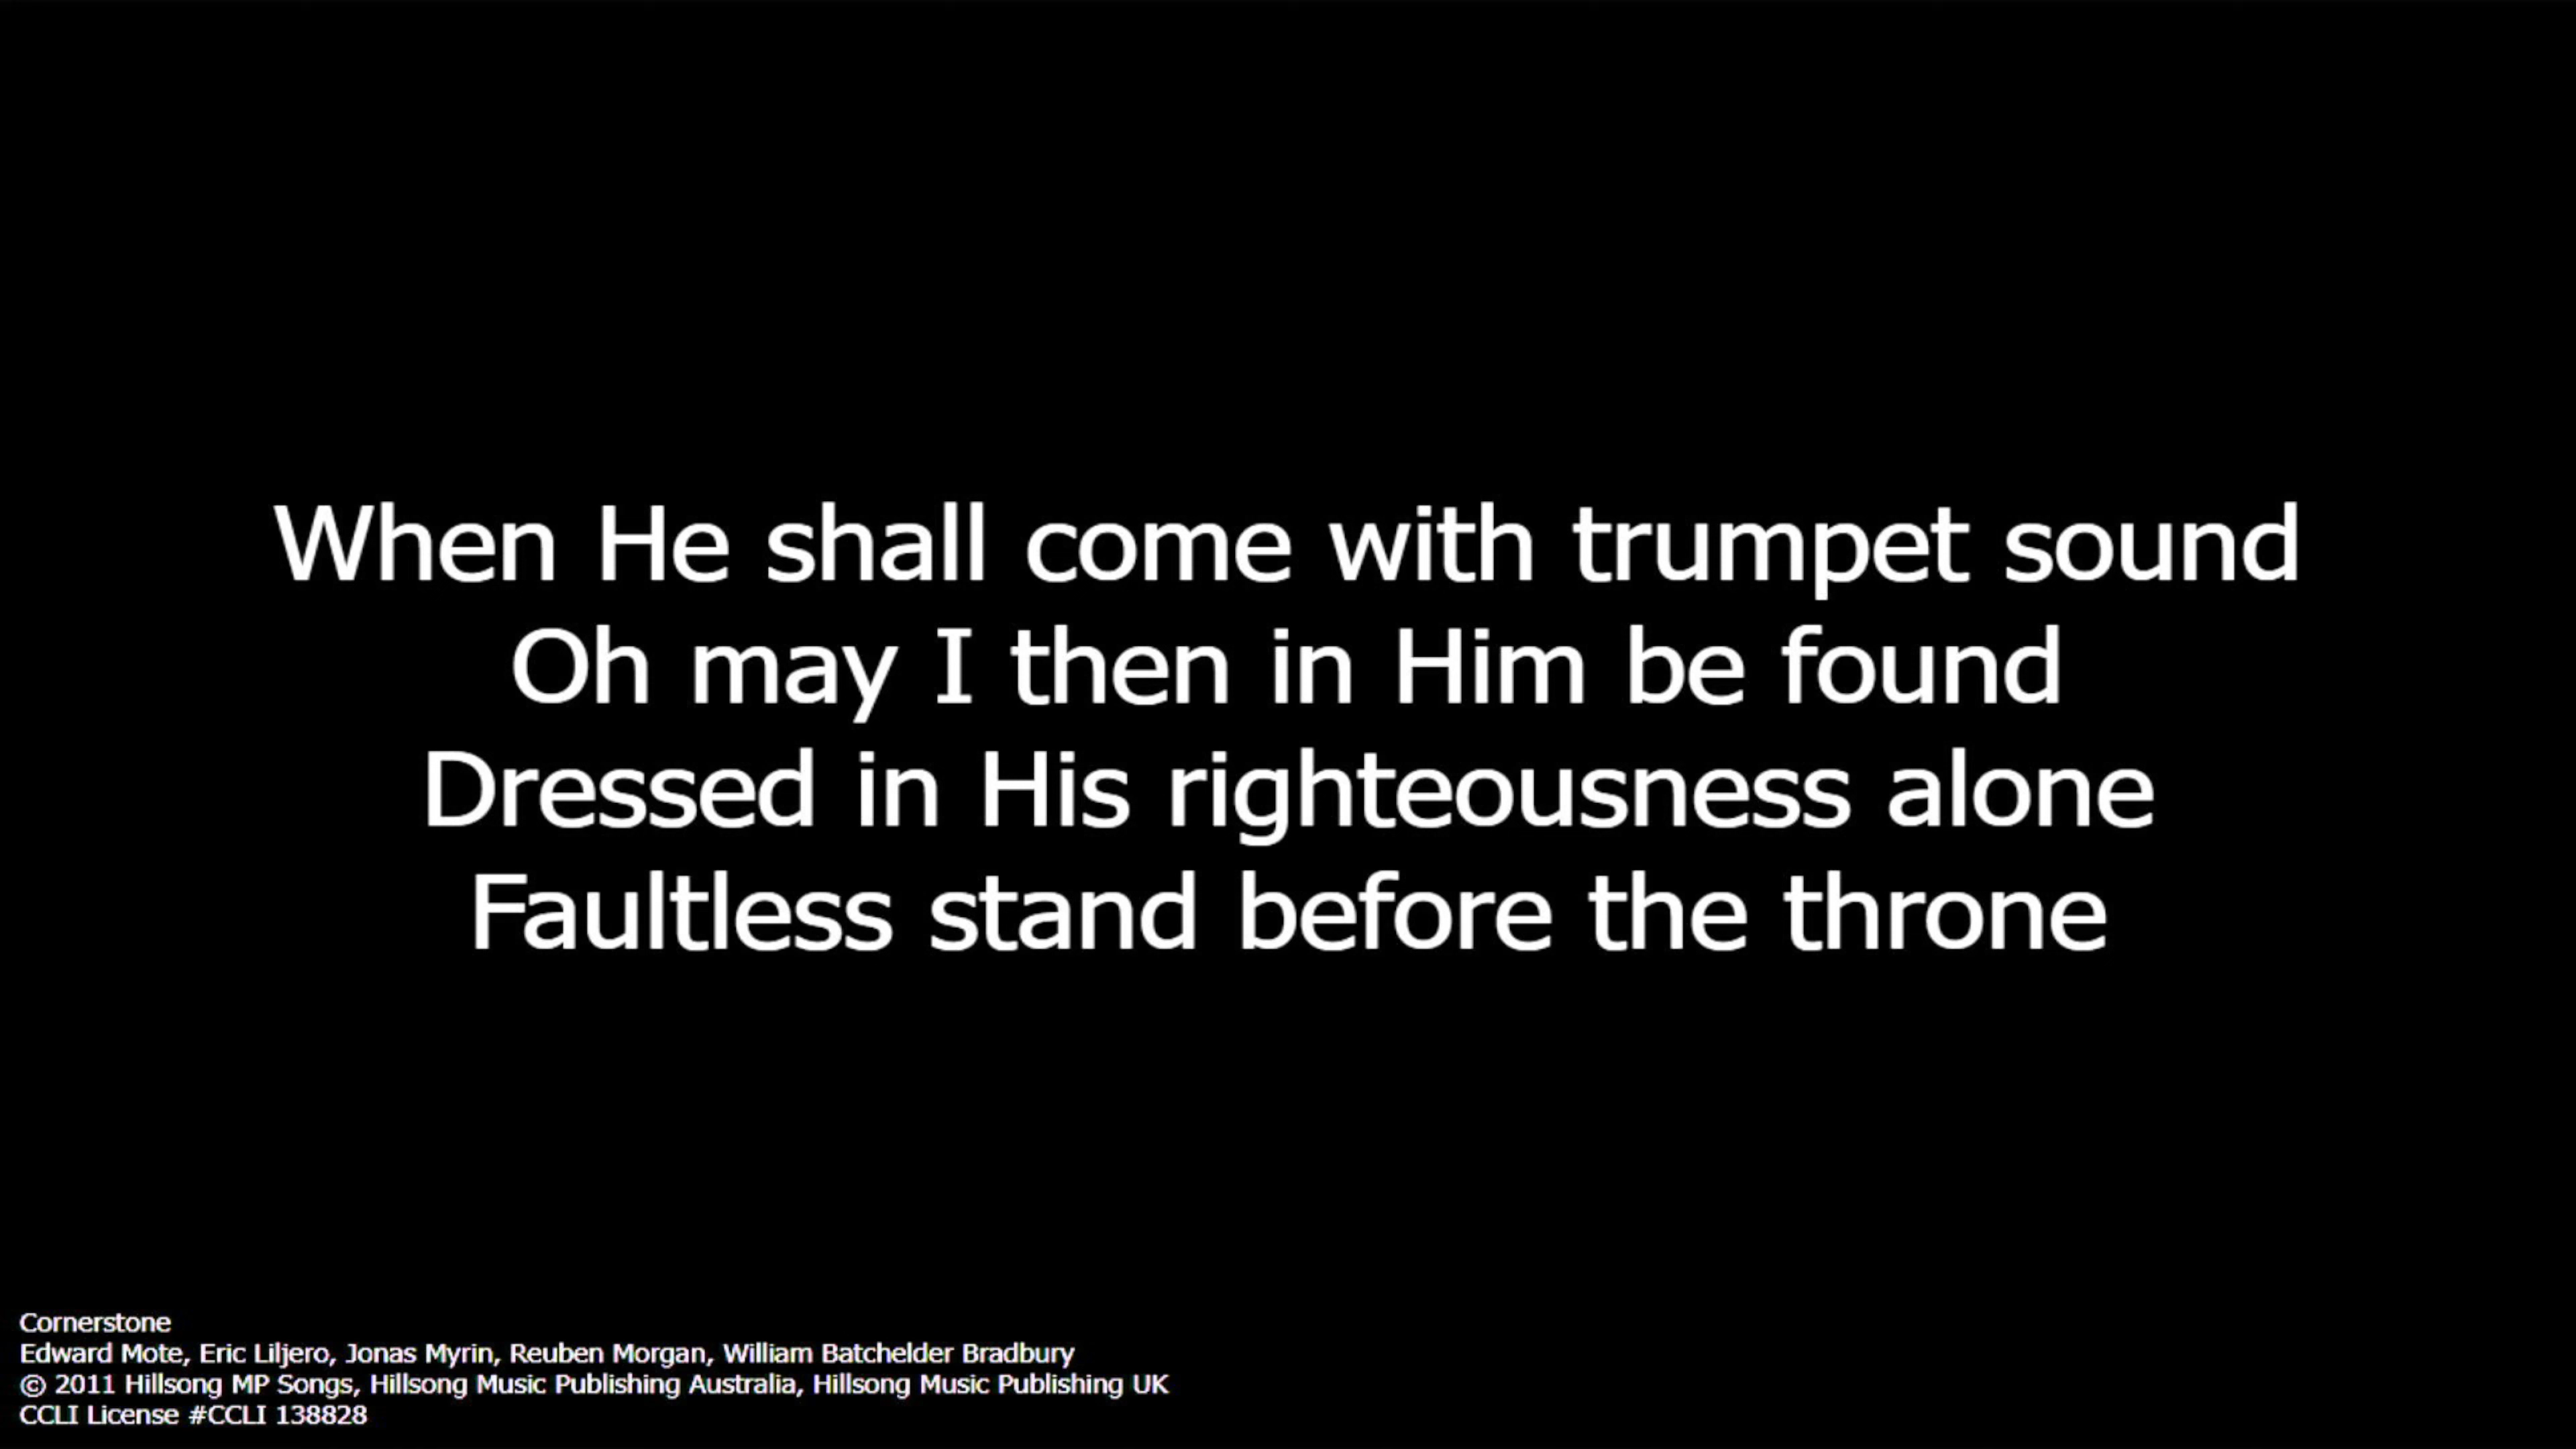 When He shall come with trumpet sound
Oh may I then in Him be found
Dressed in His righteousness alone
Faultless stand before the throne
Cornerstone
Edward Mote, Eric Liljero, Jonas Myrin, Reuben Morgan, William Batchelder Bradbury
© 2011 Hillsong MP Songs, Hillsong Music Publishing Australia, Hillsong Music Publishing UK
CCLI License #CCLI 138828